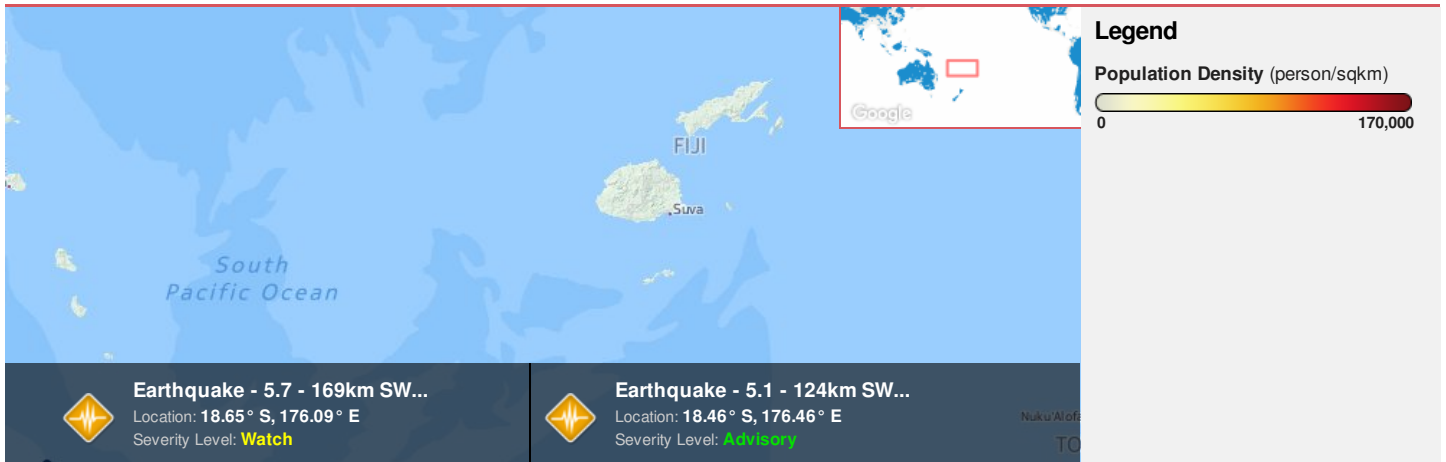 Google
FIJI
Suva
South
Pacific Ocean
Legend
Population Density (person/sqkm)
0 170,000
Earthquake - 5.7 - 169km SW...
Location: 18.65° S, 176.09° E
Severity Level: Watch
Earthquake - 5.1 - 124km SW...
Location: 18.46° S, 176.46° E
Severity Level: Advisory
Nuku'Alofa
TO